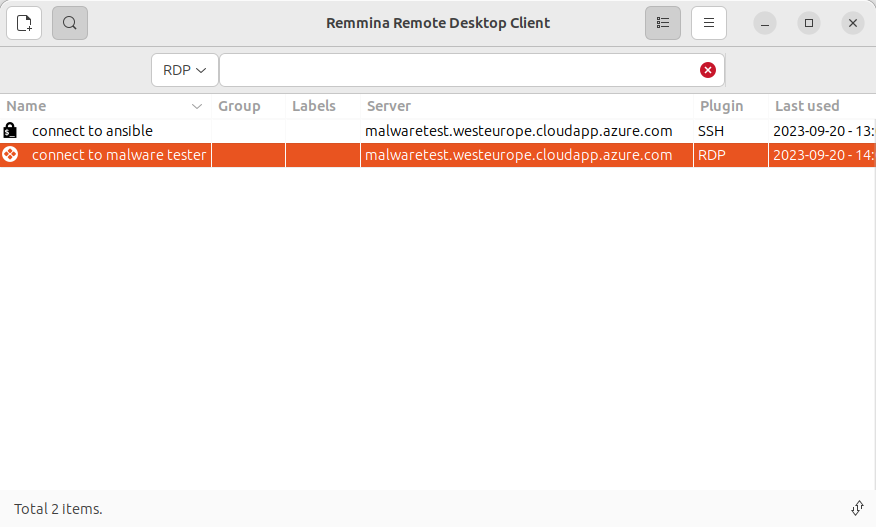 Remmina Remote Desktop Client
RDP
Name Group Labels Server Plugin Last used
connect to ansible malwaretest.westeurope.cloudapp.azure.com SSH 2023-09-20 - 13:
connect to malware tester malwaretest.westeurope.cloudapp.azure.com RDP 2023-09-20 - 14:
Total 2 items.